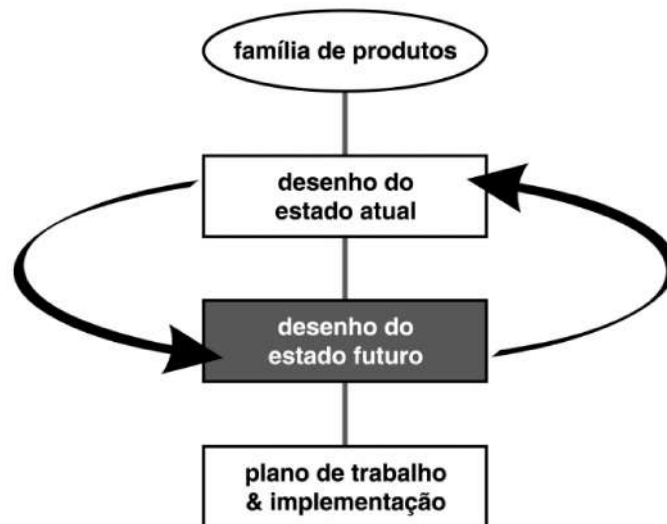 família de produtos
desenho do
estado atual
desenho do
estado futuro
plano de trabalho
& implementação